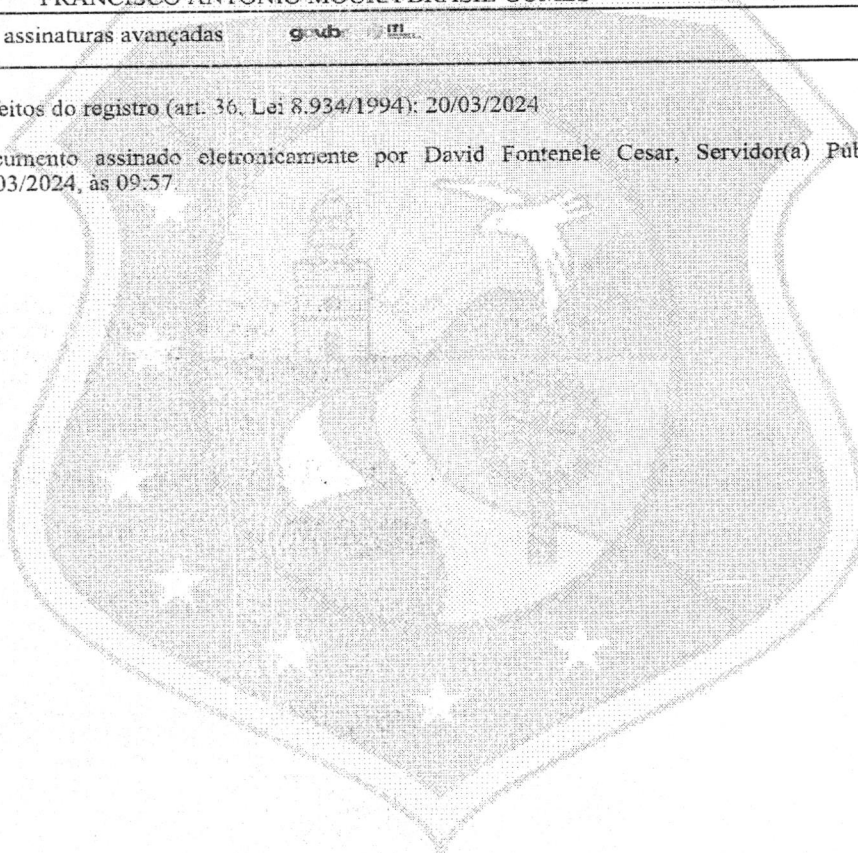 FRANCISCO ANTONIO MOURA BRASIL GOMES
assinaturas avançadas
eitos do registro (art. 36, Lei 8.934/1994): 20/03/2024
cumento assinado eletronicamente por David Fontenele Cesar, Servidor(a) Púb
03/2024, às 09:57.